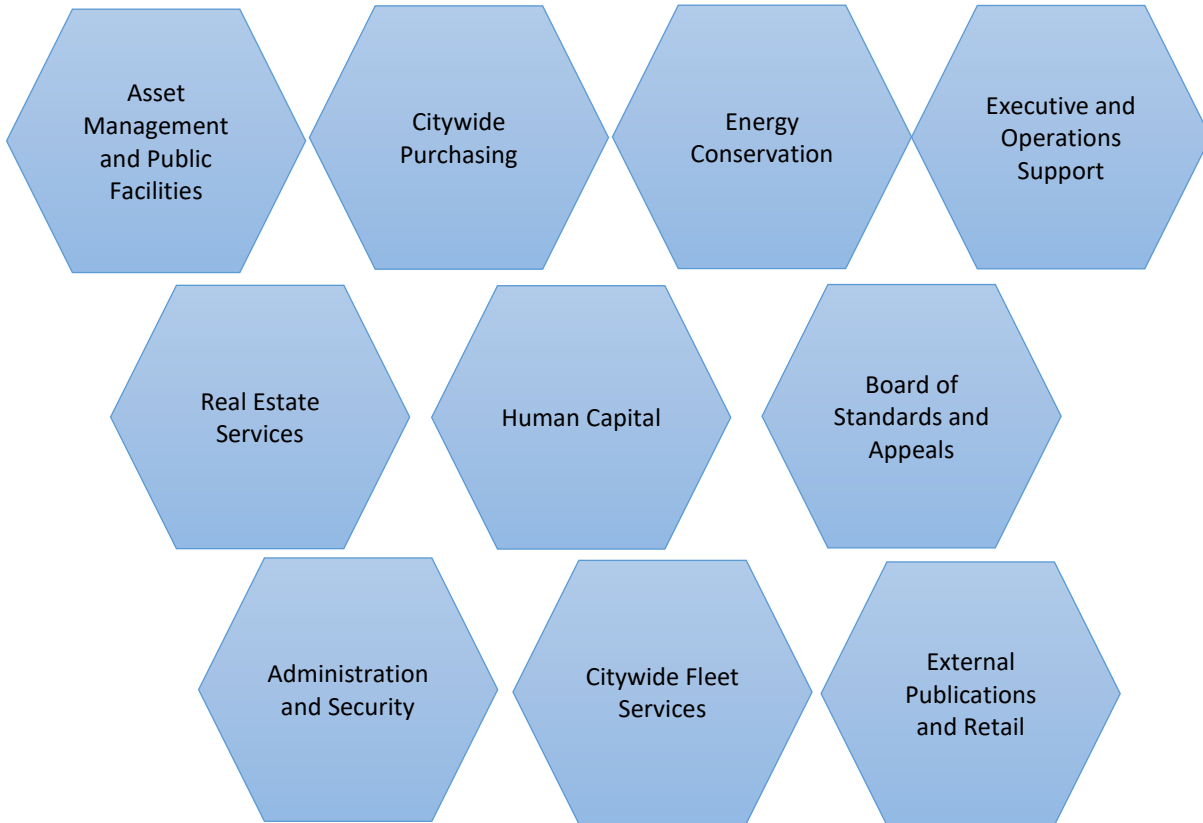 Asset
Management
and Public
Facilities
Citywide
Purchasing
Energy
Conservation
Executive and
Operations
Support
Real Estate
Services
Human Capital
Board of
Standards and
Appeals
Administration
and Security
Citywide Fleet
Services
External
Publications
and Retail